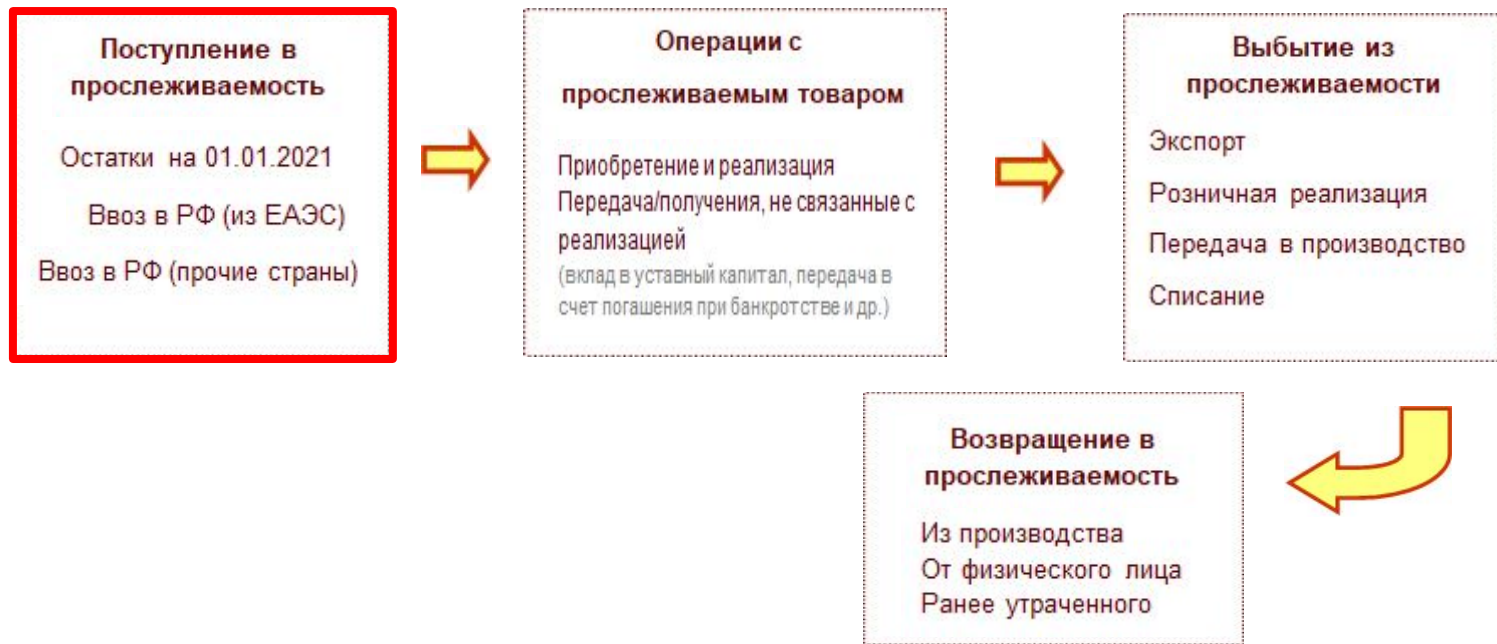 Поступление в
прослеживаемость
Остатки на 01.01.2021
Ввоз в РФ (из ЕАЭС)
Ввоз в РФ (прочие страны)
Операции с
прослеживаемым товаром
Приобретение и реализация
Передача/получения, не связанные с
реализацией
(вклад в уставный капитал, передача в
счет погашения при банкротстве и др.)
Выбытие из
прослеживаемости
Экспорт
Розничная реализация
Передача в производство
Списание
Возвращение в
прослеживаемость
Из производства
От физического лица
Ранее утраченного